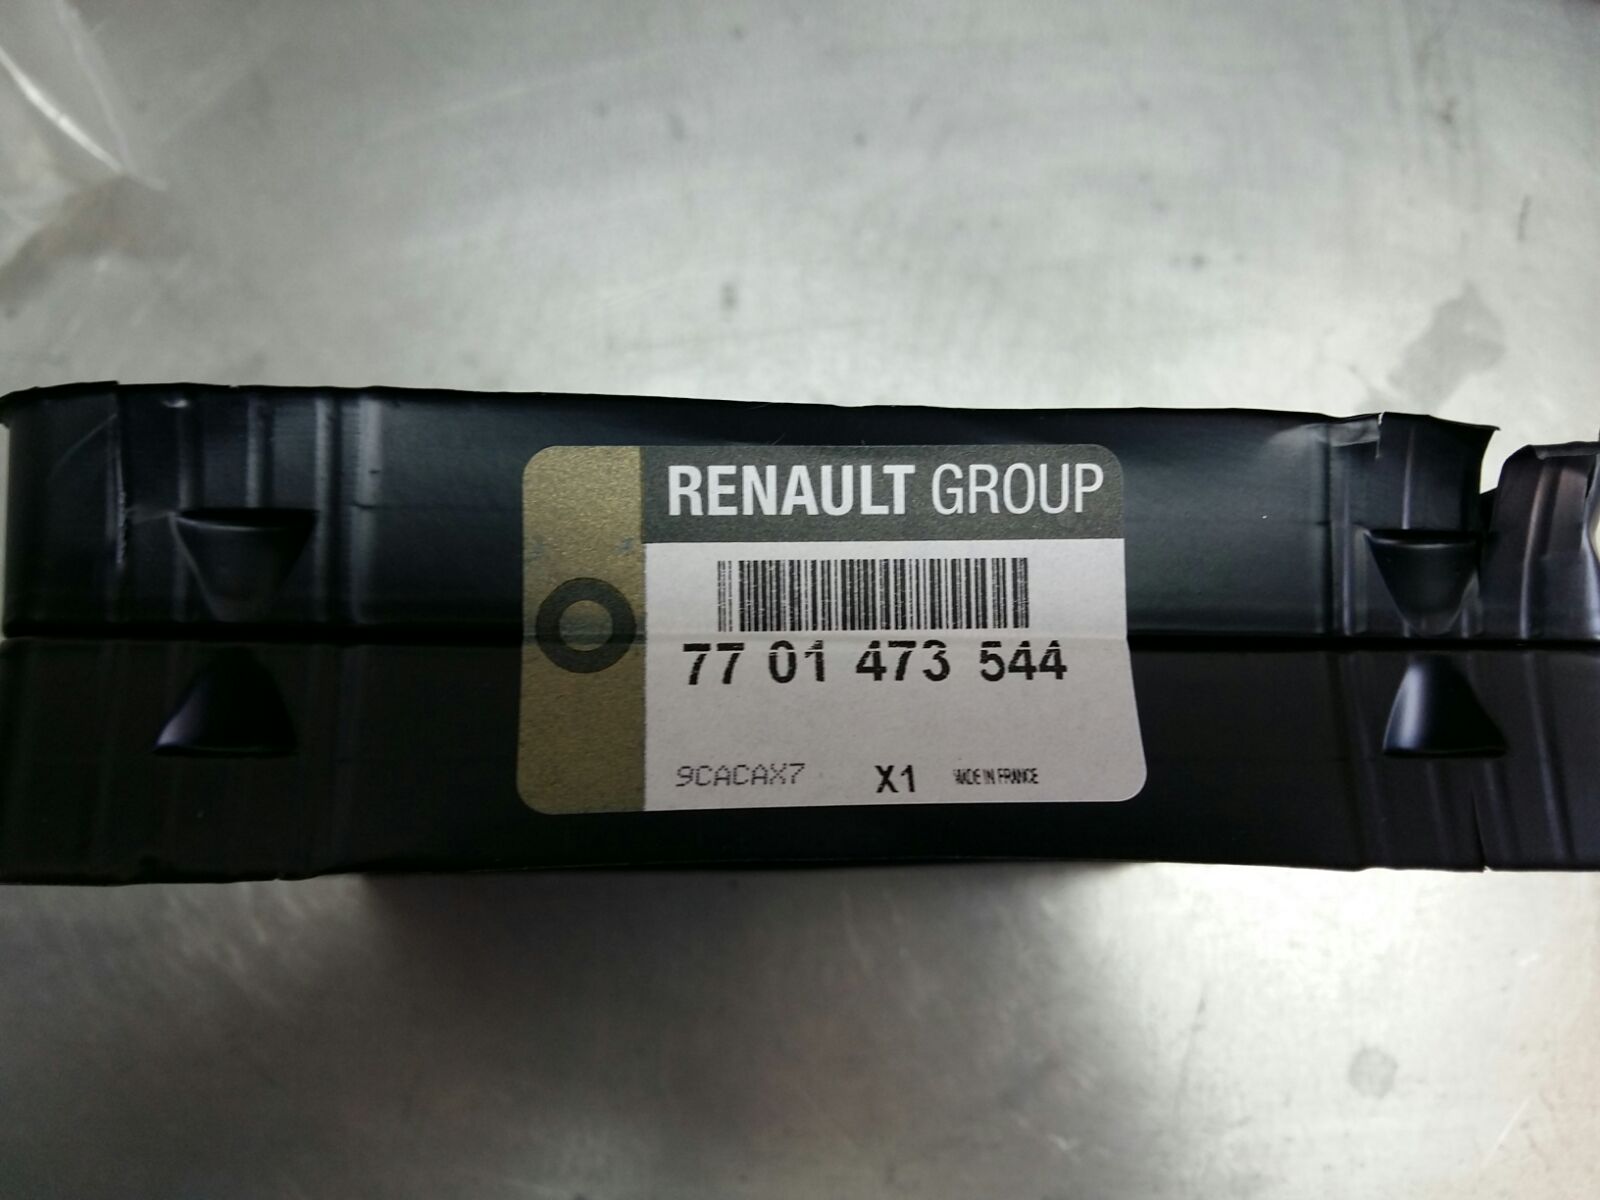 RENAULT GROUP
77 01 473 544
9CACAX7 X1 MADE IN FRANCE